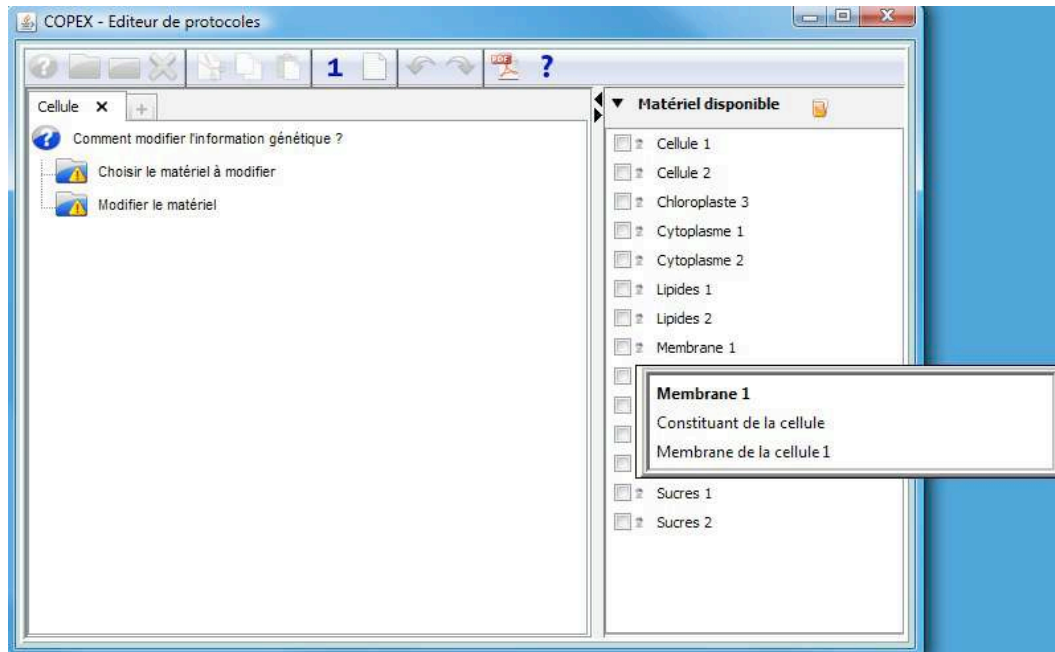 COPEX - Editeur de protocoles
1
PDF
?
Cellule
Comment modifier l'information génétique ?
Choisir le matériel à modifier
Modifier le matériel
Matériel disponible
Cellule 1
Cellule 2
Chloroplaste 3
Cytoplasme 1
Cytoplasme 2
Lipides 1
Lipides 2
Membrane 1
Membrane 1
Constituant de la cellule
Membrane de la cellule 1
Sucres 1
Sucres 2